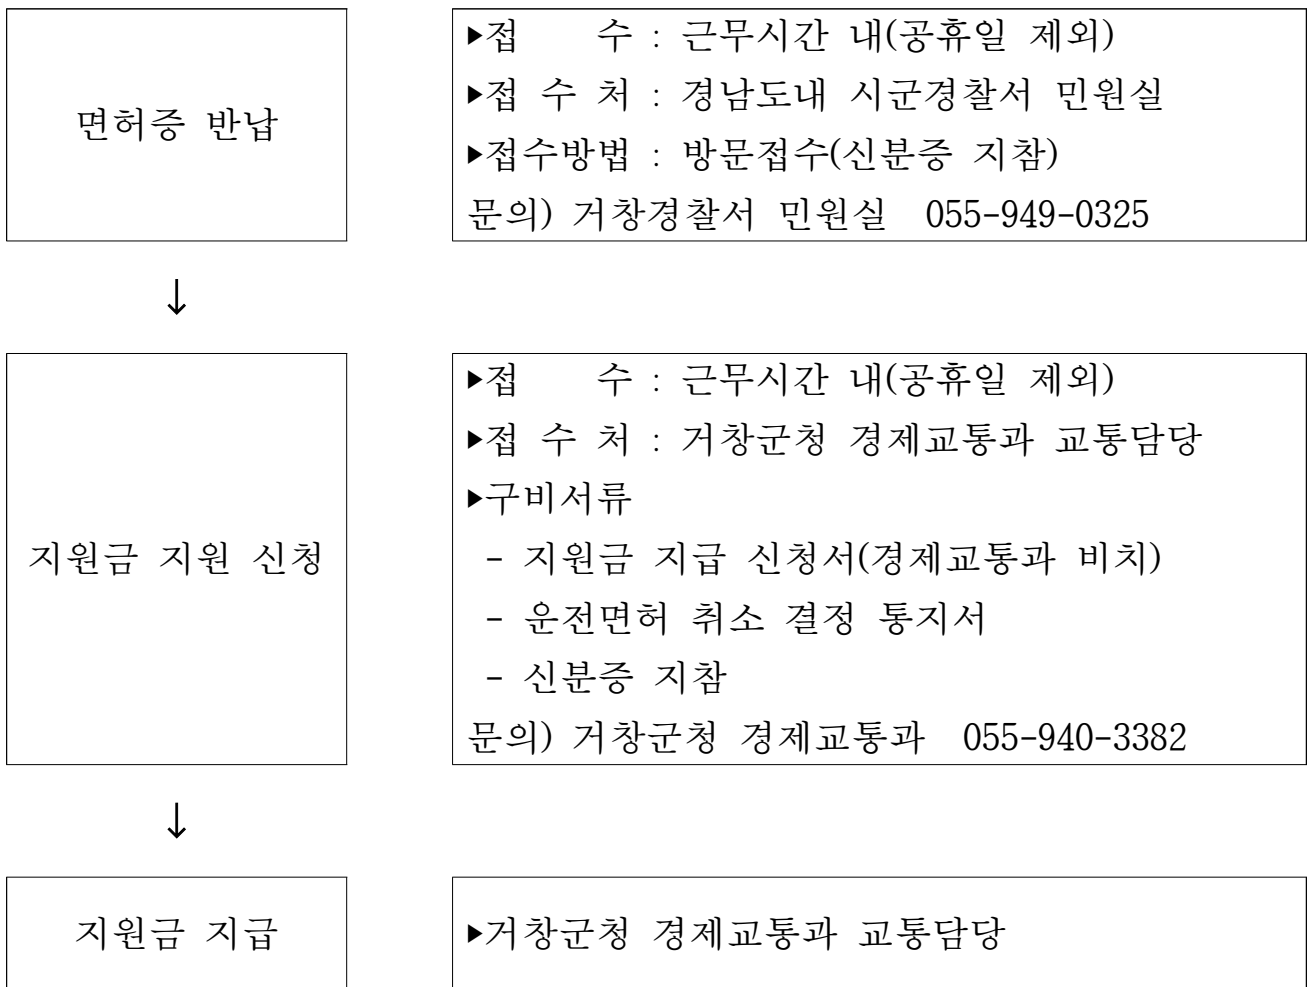 면허증 반납
▶접 수 : 근무시간 내(공휴일 제외)
▶접 수 처 : 경남도내 시군경찰서 민원실
▶접수방법 : 방문접수(신분증 지참)
문의) 거창경찰서 민원실 055-949-0325
↓
지원금 지원 신청
▶접 수 : 근무시간 내(공휴일 제외)
▶접 수 처 : 거창군청 경제교통과 교통담당
▶구비서류
- 지원금 지급 신청서(경제교통과 비치)
- 운전면허 취소 결정 통지서
- 신분증 지참
문의) 거창군청 경제교통과 055-940-3382
↓
지원금 지급
▶거창군청 경제교통과 교통담당